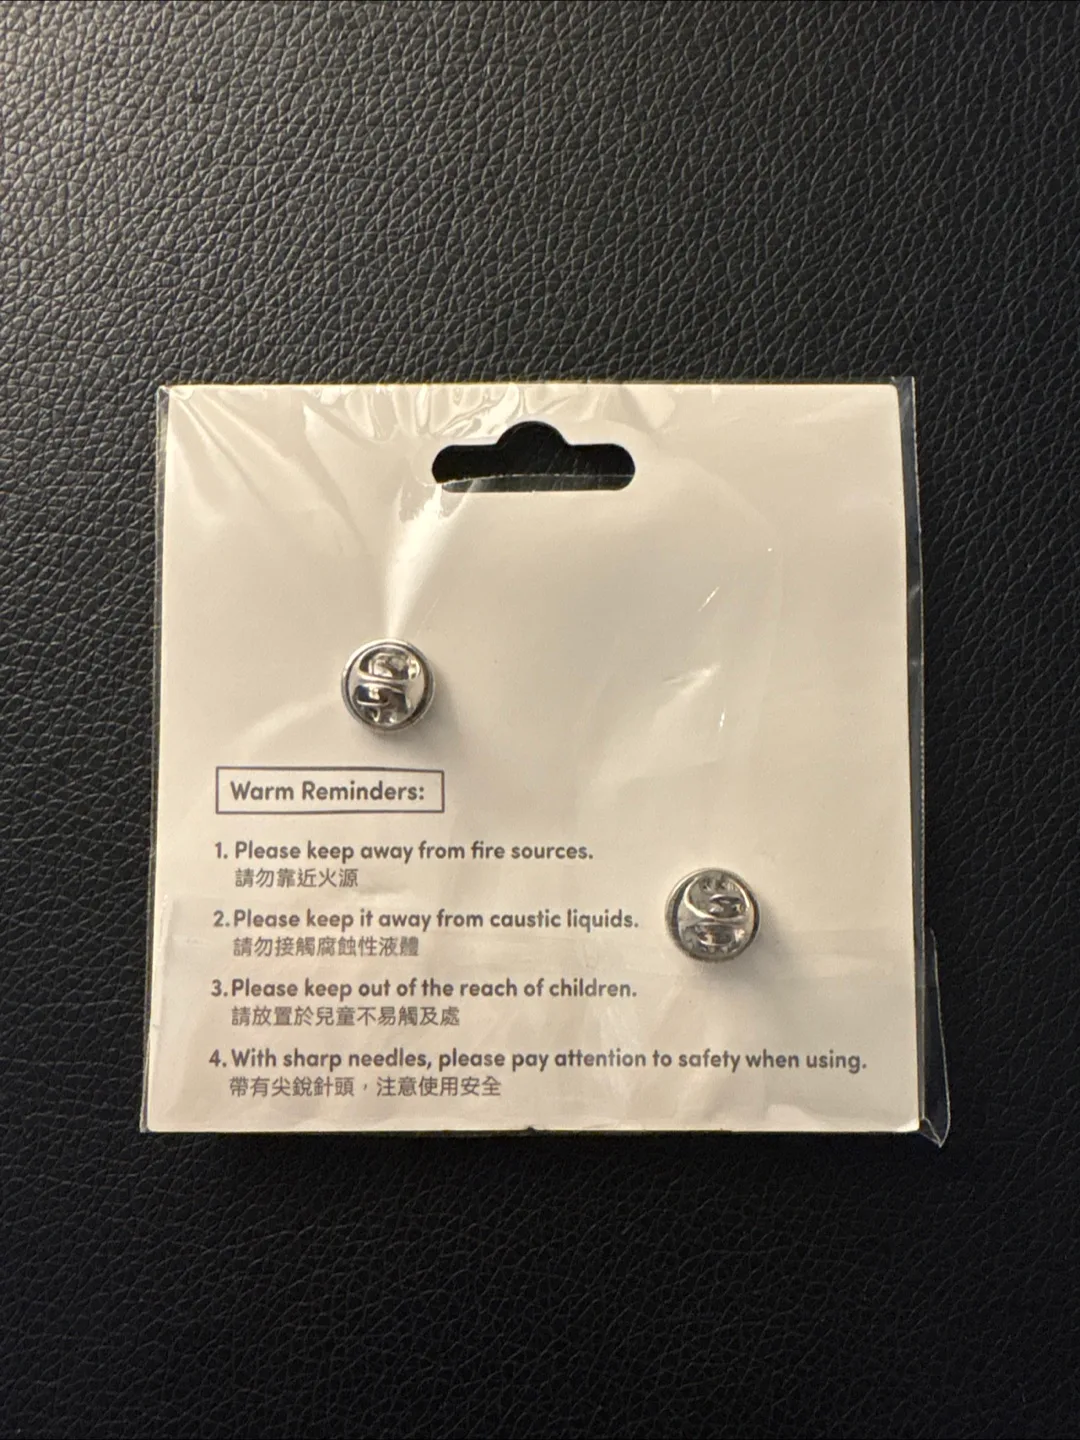 Warm Reminders:
1. Please keep away from fire sources.
請勿靠近火源
2. Please keep it away from caustic liquids.
請勿接觸腐蝕性液體
3. Please keep out of the reach of children.
請放置於兒童不易觸及處
4. With sharp needles, please pay attention to safety when using.
帶有尖銳針頭，注意使用安全